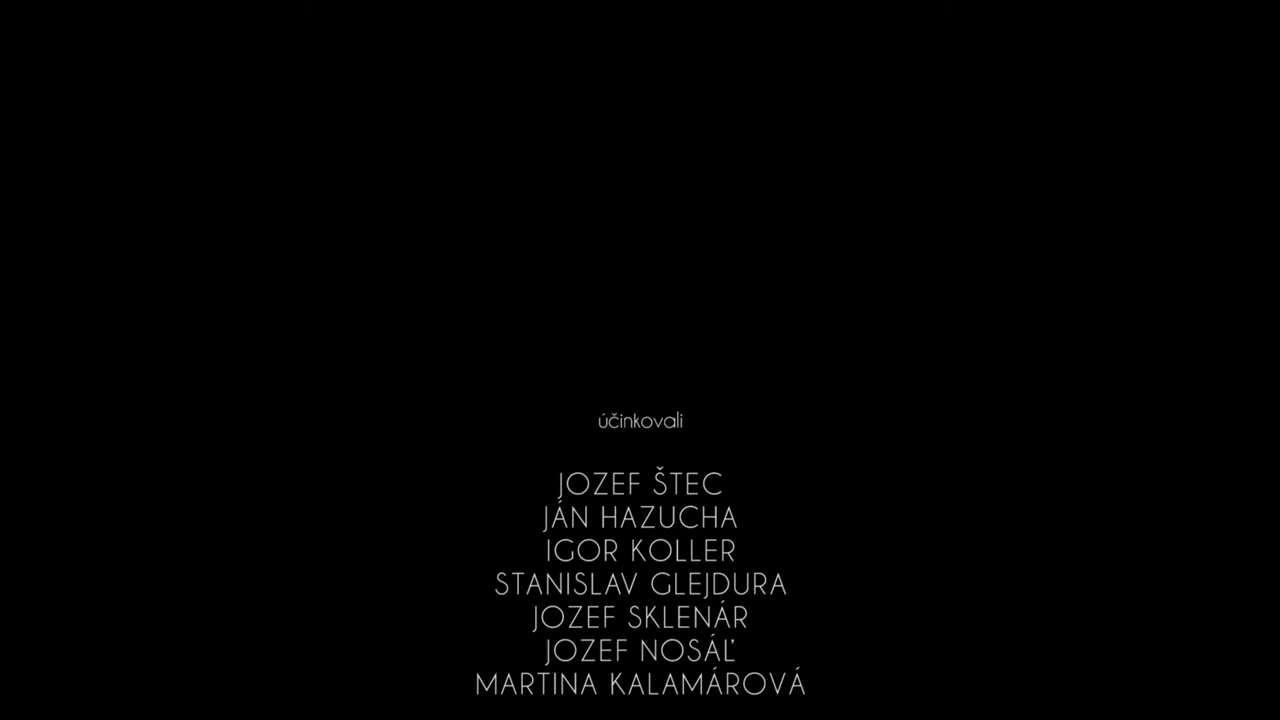 účinkovali
JOZEF ŠTEC
JÁN HAZUCHA
IGOR KOLLER
STANISLAV GLEJDURA
JOZEF SKLENÁR
JOZEF NOSÁĽ
MARTINA KALAMÁROVÁ